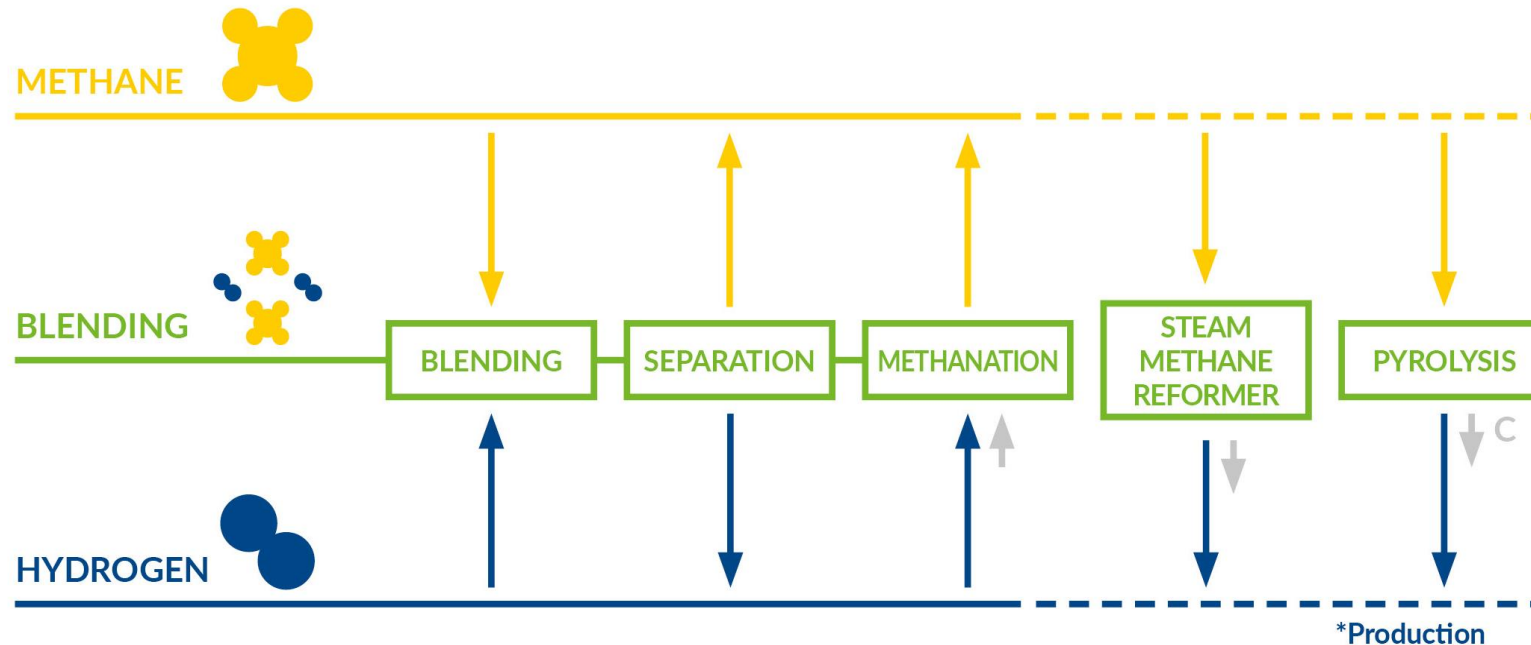 METHANE
BLENDING
BLENDING
SEPARATION
METHANATION
STEAM
METHANE
REFORMER
PYROLYSIS
C
HYDROGEN
*Production